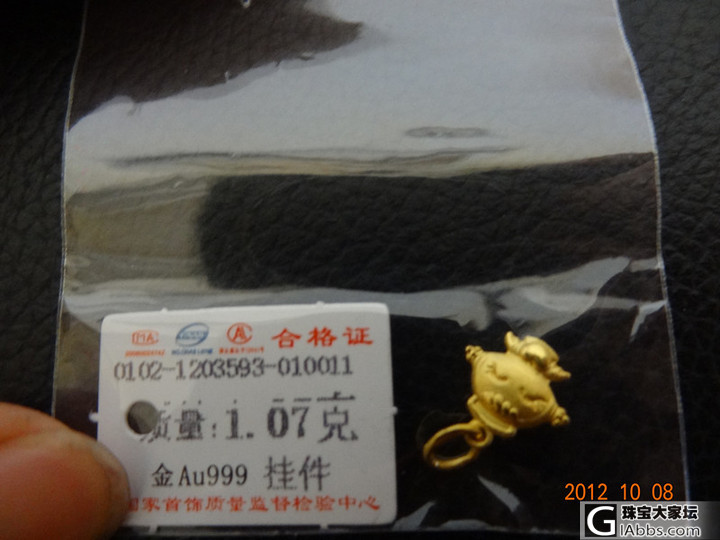 MA
合格证
0102-1203593-010011
质量:1.07克
金Au999 挂件
国家首饰质量监督检验中心
2012 10 08
G 珠宝大家坛
Iabbs.com